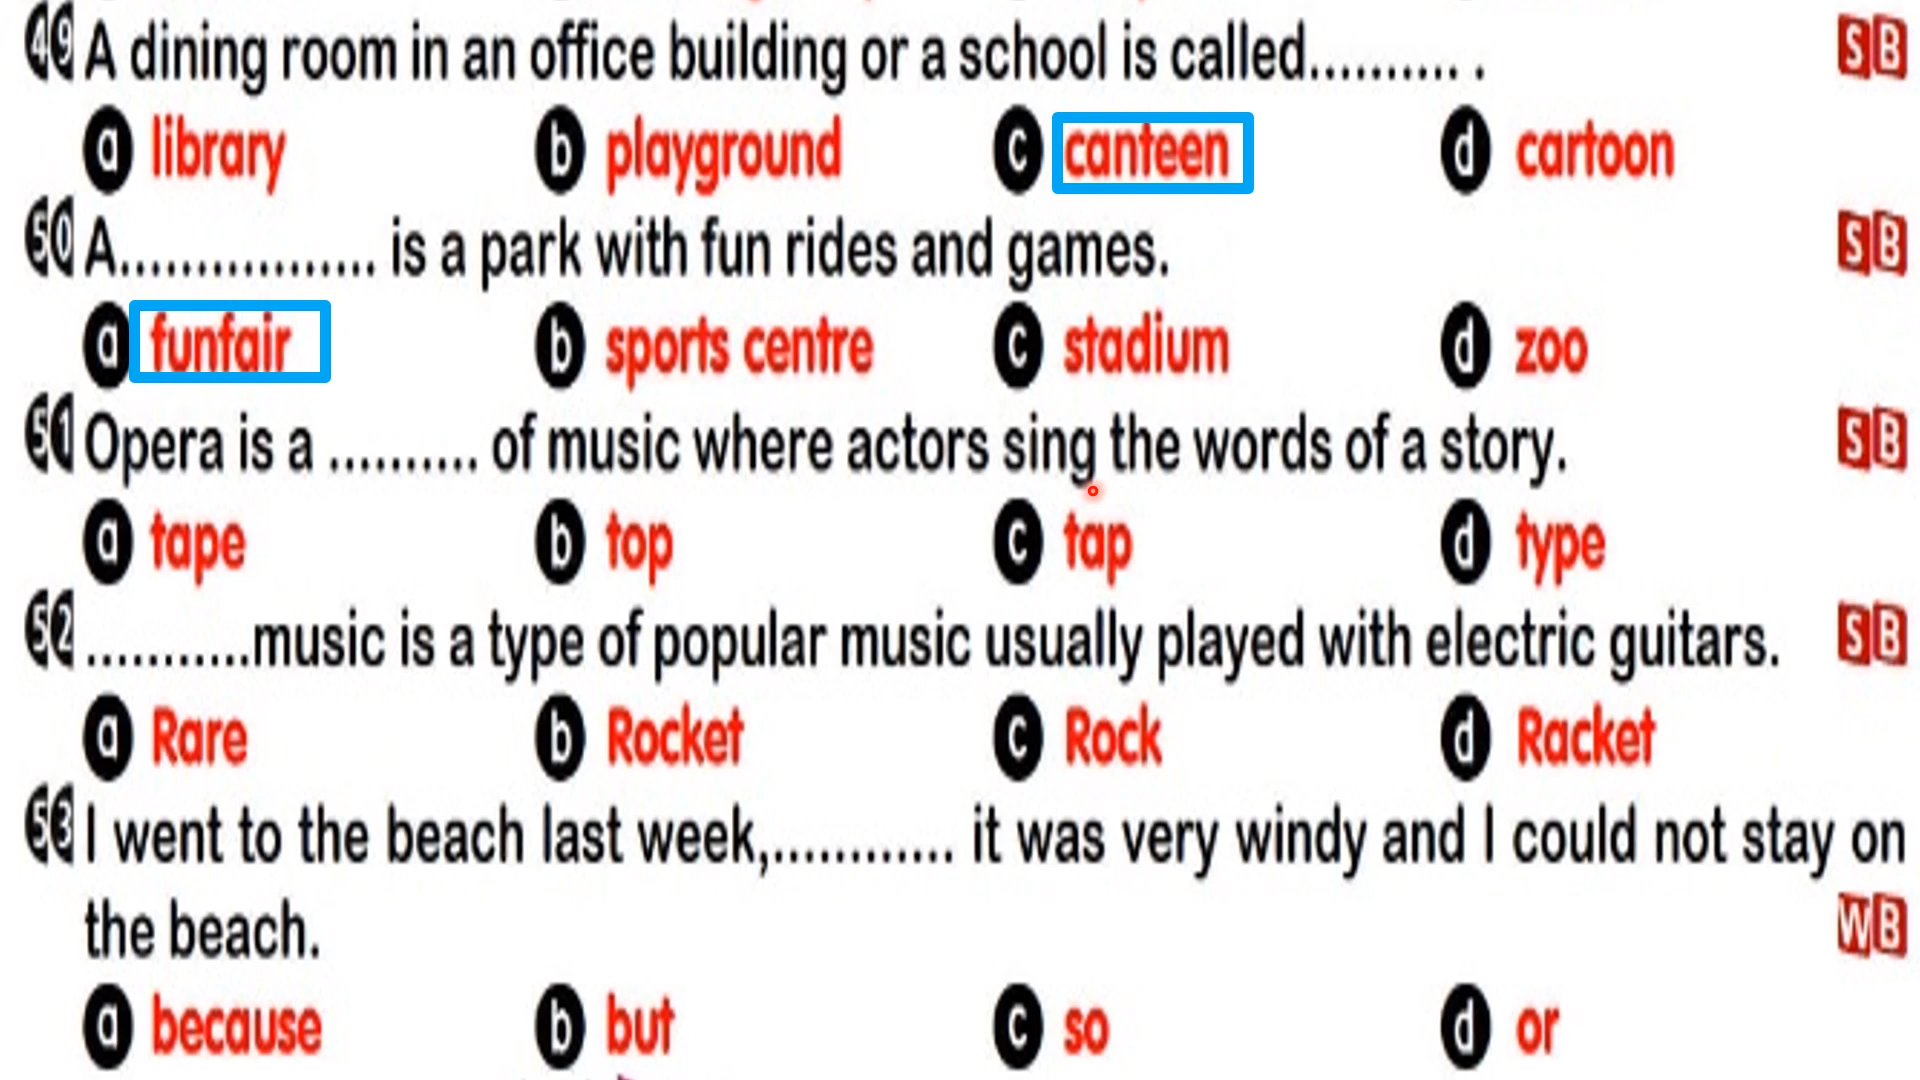 49 A dining room in an office building or a school is called.......... . SB
a library b playground c canteen d cartoon
50 A................. is a park with fun rides and games. SB
a funfair b sports centre c stadium d zoo
51 Opera is a .......... of music where actors sing the words of a story. SB
a tape b top c tap d type
52 ...........music is a type of popular music usually played with electric guitars. SB
a Rare b Rocket c Rock d Racket
53 I went to the beach last week,............ it was very windy and I could not stay on
the beach. WB
a because b but c so d or